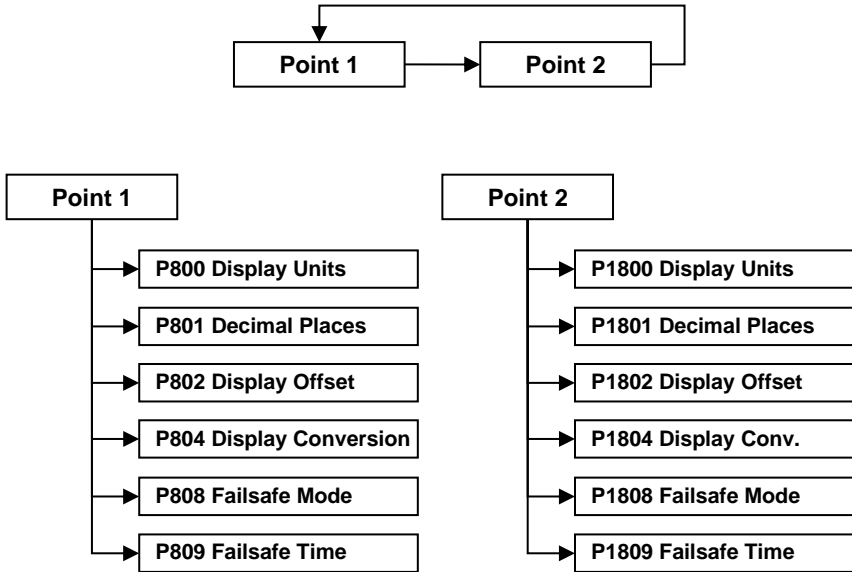 Point 1
Point 2
Point 1
P800 Display Units
P801 Decimal Places
P802 Display Offset
P804 Display Conversion
P808 Failsafe Mode
P809 Failsafe Time
Point 2
P1800 Display Units
P1801 Decimal Places
P1802 Display Offset
P1804 Display Conv.
P1808 Failsafe Mode
P1809 Failsafe Time